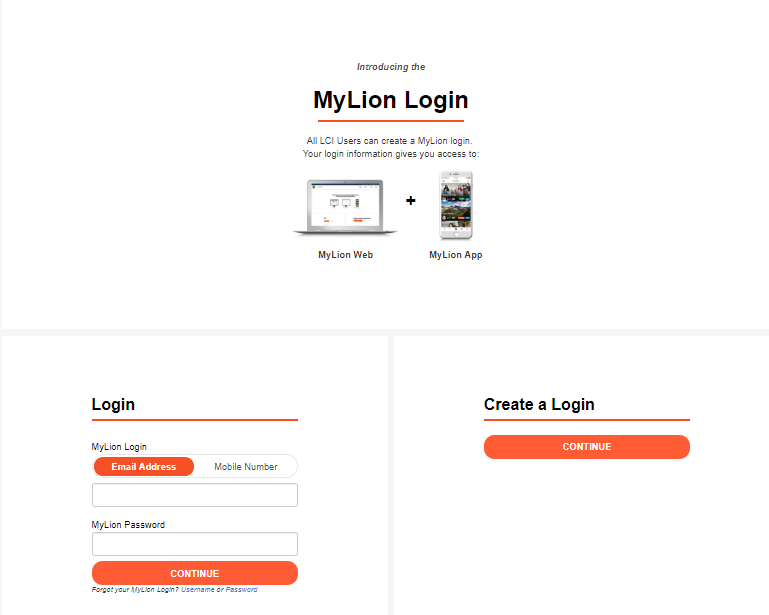 Introducing the
MyLion Login
All LCI Users can create a MyLion login.
Your login information gives you access to:
+
MyLion Web
MyLion App
Login
MyLion Login
Email Address
Mobile Number
MyLion Password
CONTINUE
Forgot your MyLion Login? Username or Password
Create a Login
CONTINUE